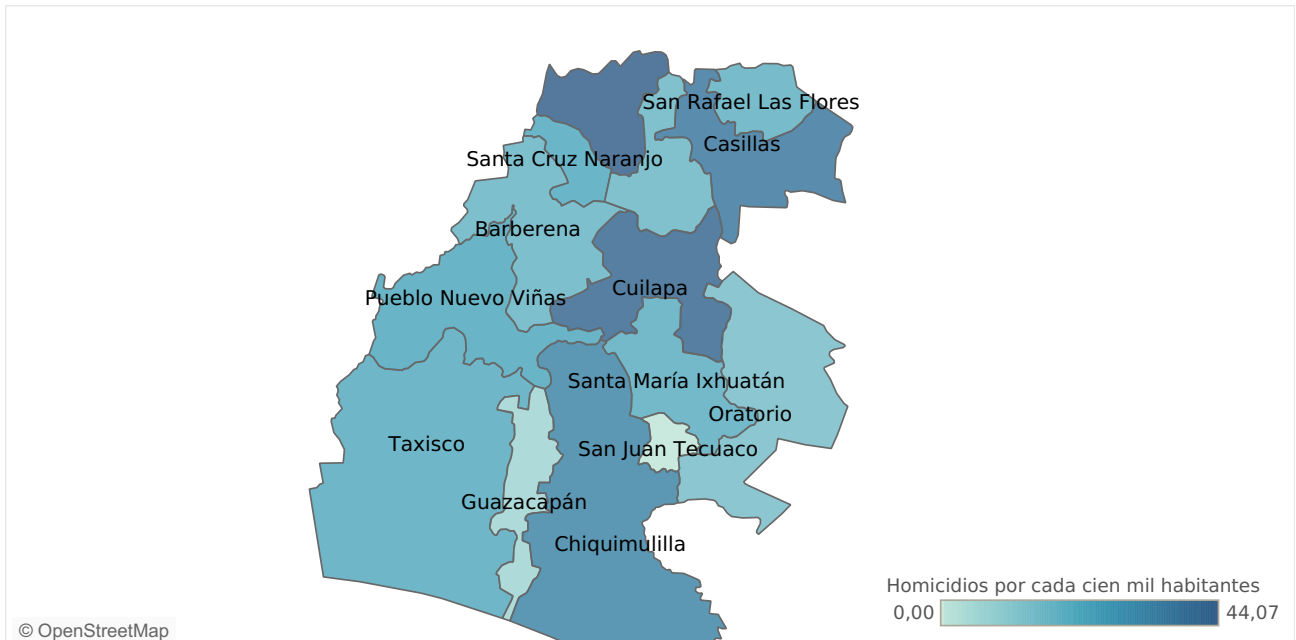 San Rafael Las Flores
Casillas
Santa Cruz Naranjo
Barberena
Cuilapa
Pueblo Nuevo Viñas
Santa María Ixhuatán
Oratorio
Taxisco
San Juan Tecuaco
Guazacapán
Chiquimulilla
Homicidios por cada cien mil habitantes
0,00 44,07
© OpenStreetMap